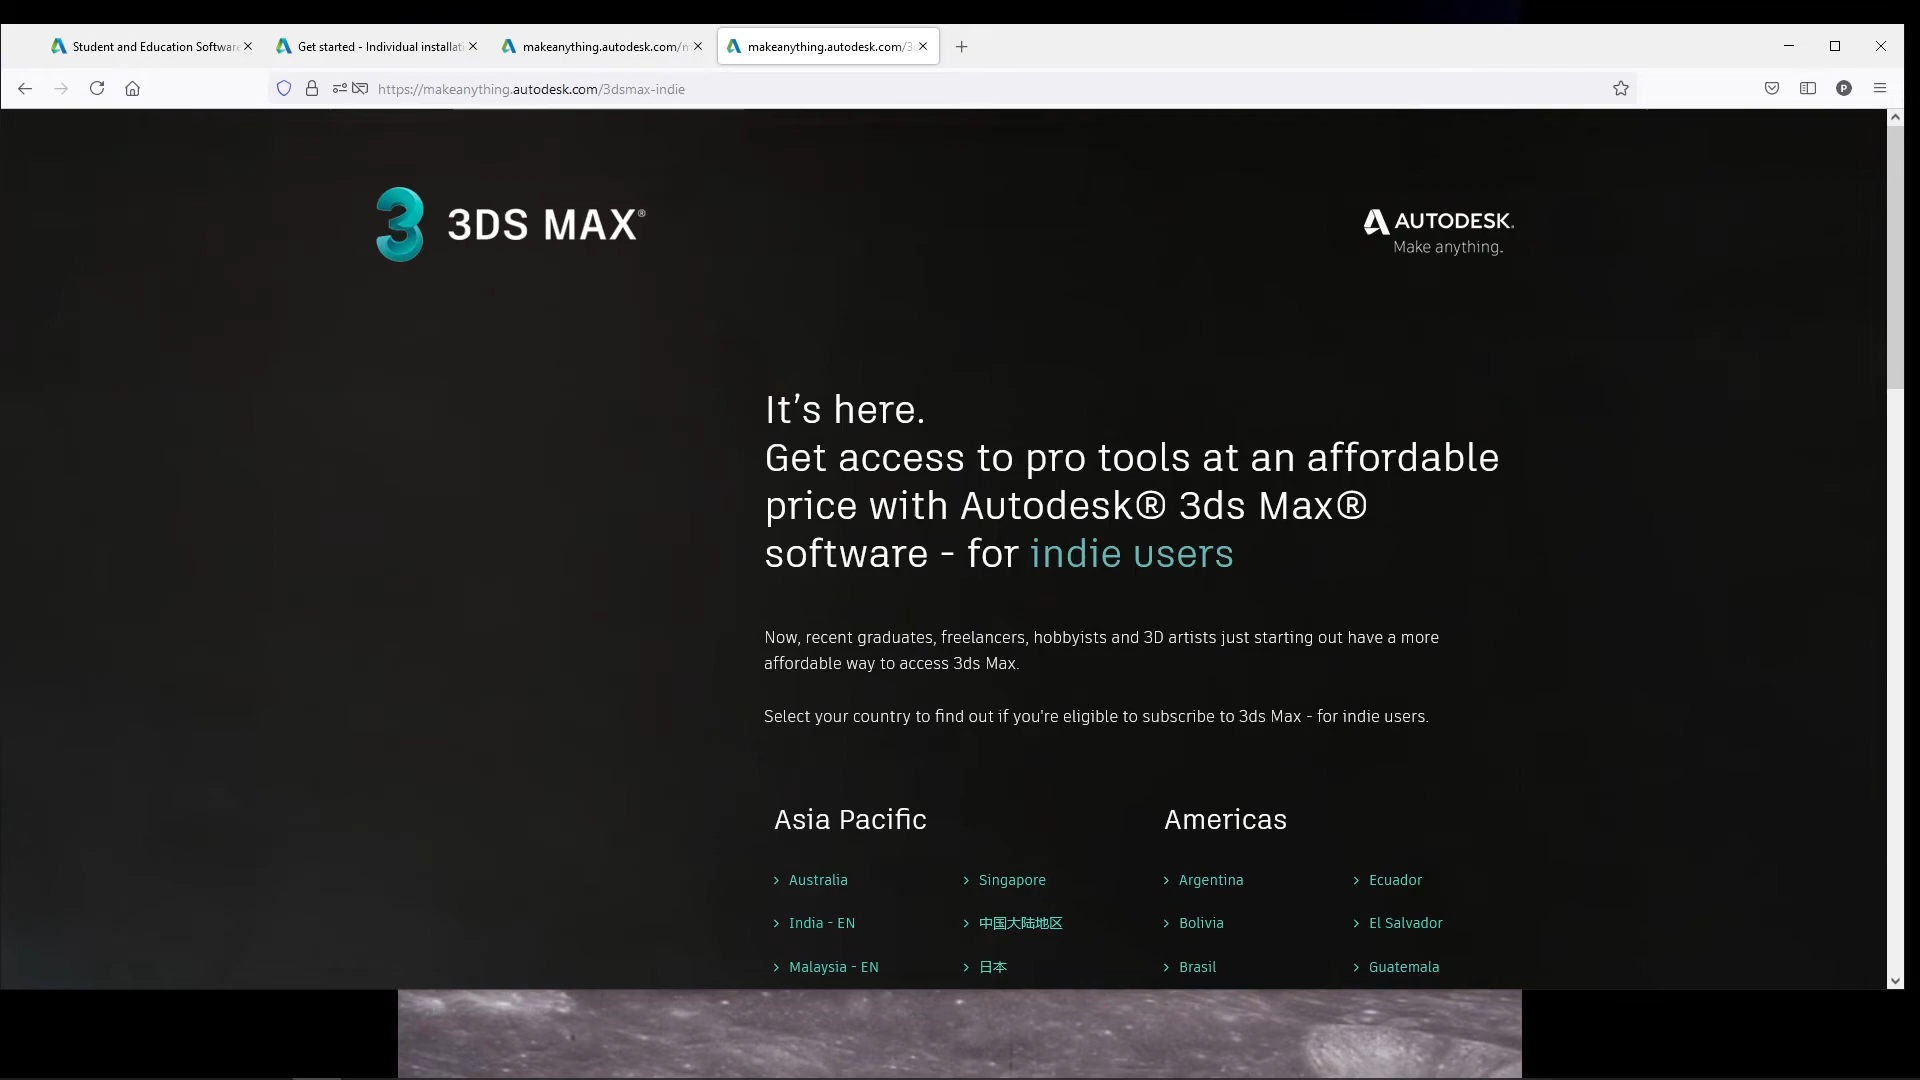 Student and Education Software
Get started - Individual installati
makeanything.autodesk.com/m
makeanything.autodesk.com/3
https://makeanything.autodesk.com/3dsmax-indie
P
3 3DS MAX®
AUTODESK.
Make anything.
It’s here.
Get access to pro tools at an affordable
price with Autodesk® 3ds Max®
software - for indie users
Now, recent graduates, freelancers, hobbyists and 3D artists just starting out have a more
affordable way to access 3ds Max.
Select your country to find out if you're eligible to subscribe to 3ds Max - for indie users.
Asia Pacific
Americas
Australia
Singapore
Argentina
Ecuador
India - EN
中国大陆地区
Bolivia
El Salvador
Malaysia - EN
日本
Brasil
Guatemala